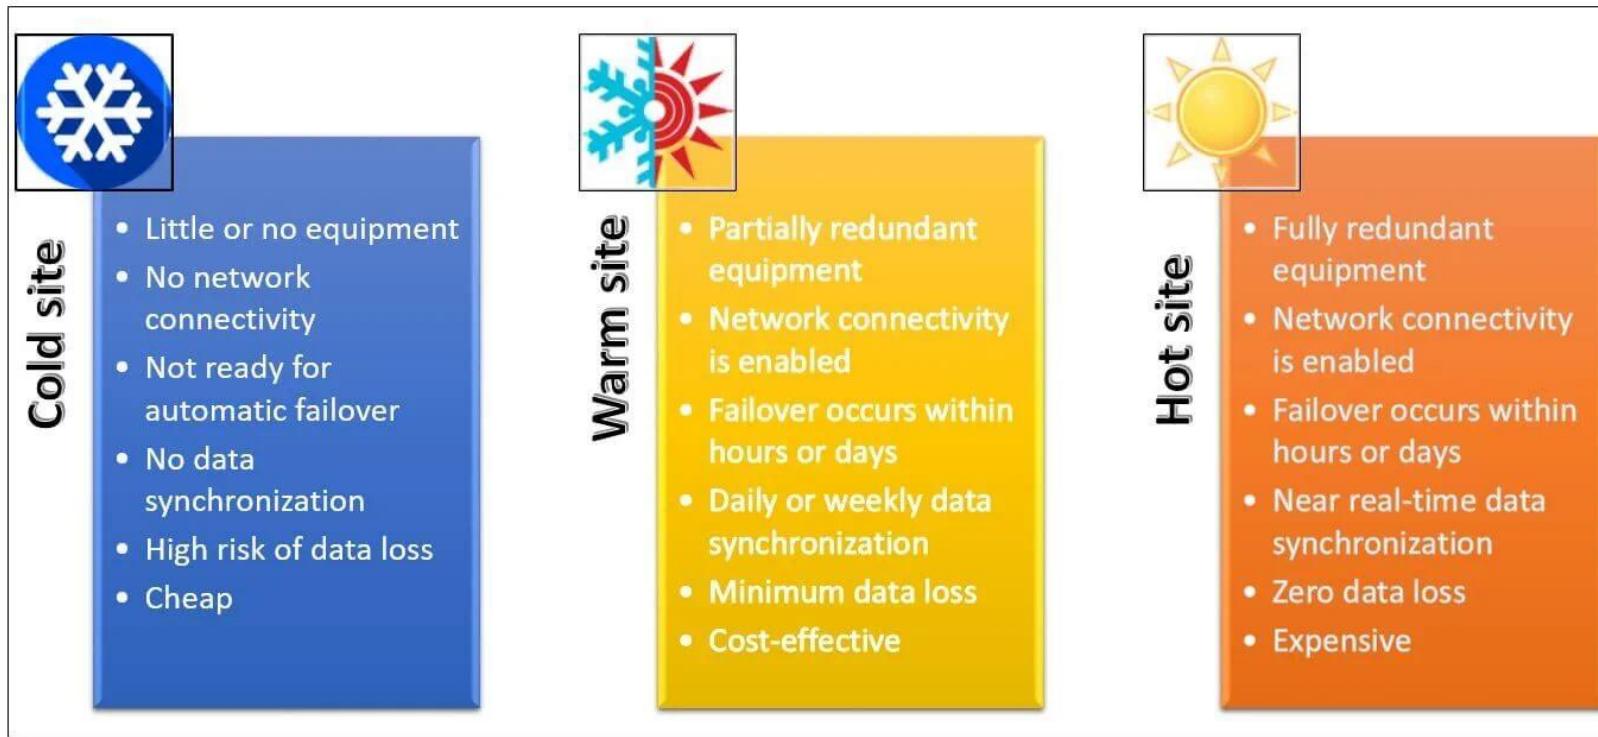 Cold site
• Little or no equipment
• No network
connectivity
• Not ready for
automatic failover
• No data
synchronization
• High risk of data loss
• Cheap
Warm site
• Partially redundant
equipment
• Network connectivity
is enabled
• Failover occurs within
hours or days
• Daily or weekly data
synchronization
• Minimum data loss
• Cost-effective
Hot site
• Fully redundant
equipment
• Network connectivity
is enabled
• Failover occurs within
hours or days
• Near real-time data
synchronization
• Zero data loss
• Expensive